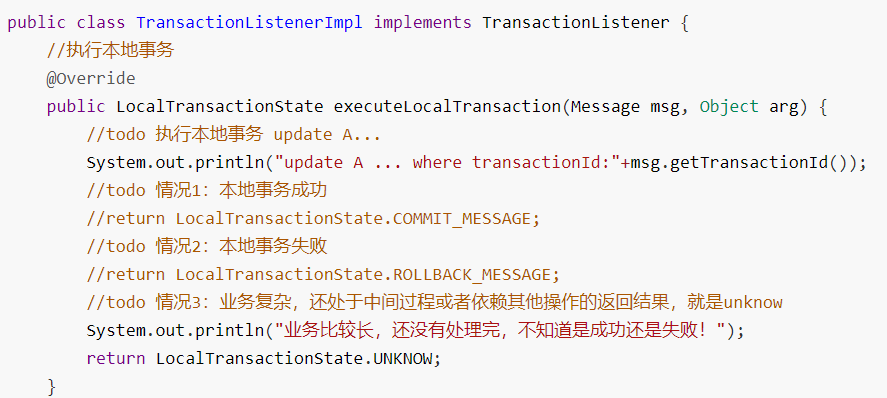 public class TransactionListenerImpl implements TransactionListener {
    //执行本地事务
    @Override
    public LocalTransactionState executeLocalTransaction(Message msg, Object arg) {
        //todo 执行本地事务 update A...
        System.out.println("update A ... where transactionId:"+msg.getTransactionId());
        //todo 情况1：本地事务成功
        //return LocalTransactionState.COMMIT_MESSAGE;
        //todo 情况2：本地事务失败
        //return LocalTransactionState.ROLLBACK_MESSAGE;
        //todo 情况3：业务复杂，还处于中间过程或者依赖其他操作的返回结果，就是unknow
        System.out.println("业务比较长，还没有处理完，不知道是成功还是失败！");
        return LocalTransactionState.UNKNOW;
    }